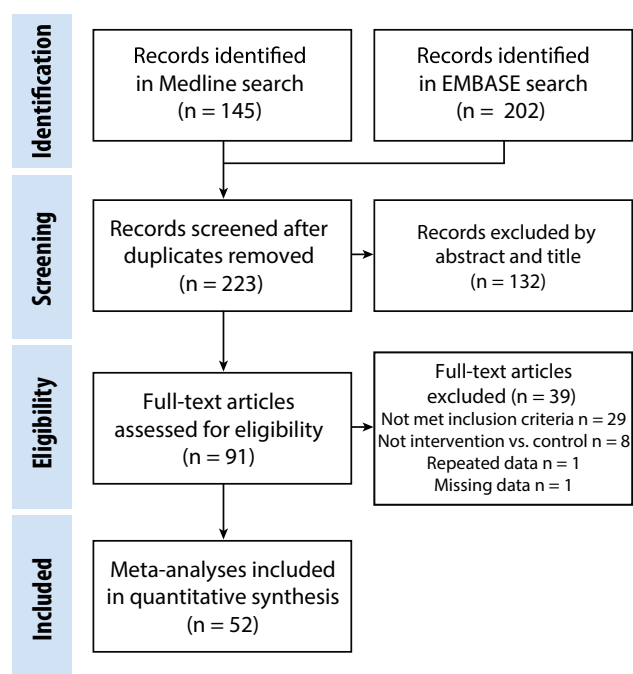 Identification
Records identified
in Medline search
(n = 145)
Records identified
in EMBASE search
(n = 202)
Screening
Records screened after
duplicates removed
(n = 223)
Records excluded by
abstract and title
(n = 132)
Eligibility
Full-text articles
assessed for eligibility
(n = 91)
Full-text articles
excluded (n = 39)
Not met inclusion criteria n = 29
Not intervention vs. control n = 8
Repeated data n = 1
Missing data n = 1
Included
Meta-analyses included
in quantitative synthesis
(n = 52)